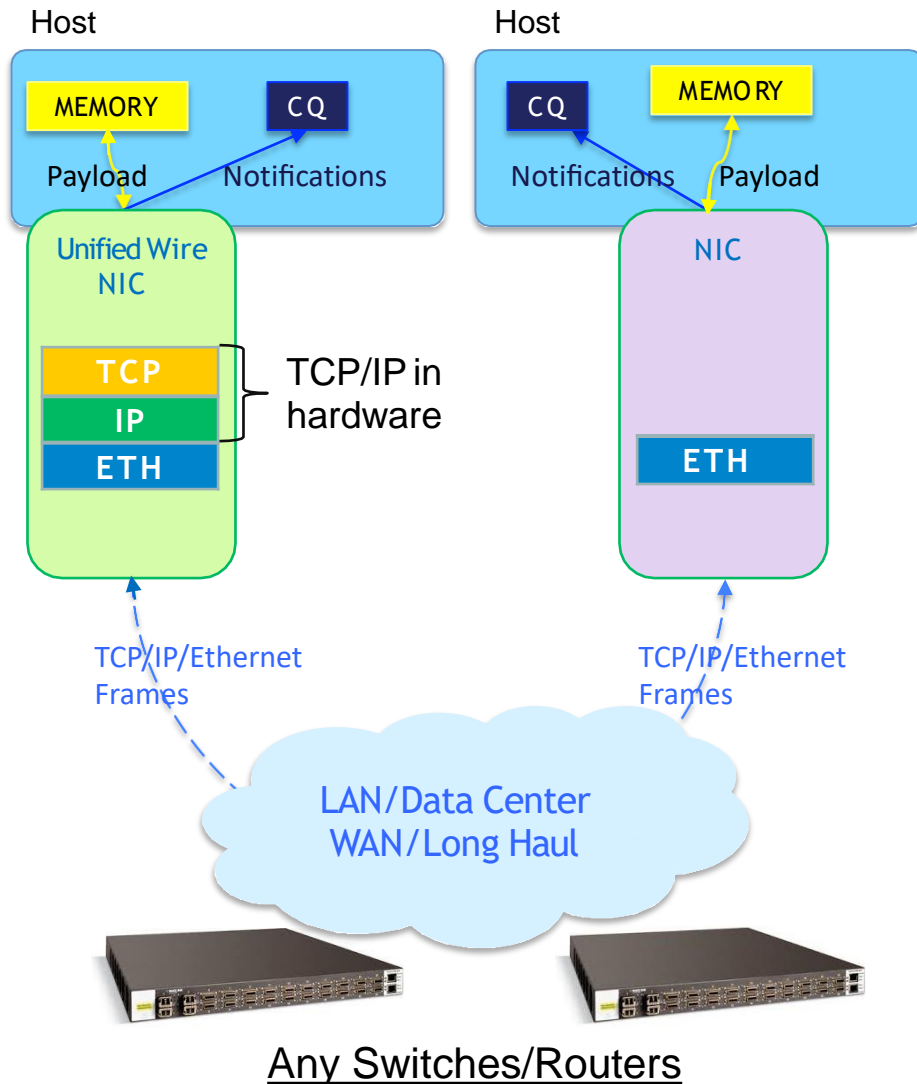 Host
Host
MEMORY
CQ
CQ
MEMORY
Payload
Notifications
Notifications
Payload
Unified Wire
NIC
NIC
TCP
IP
ETH
TCP/IP in
hardware
ETH
TCP/IP/Ethernet
Frames
TCP/IP/Ethernet
Frames
LAN/Data Center
WAN/Long Haul
Any Switches/Routers